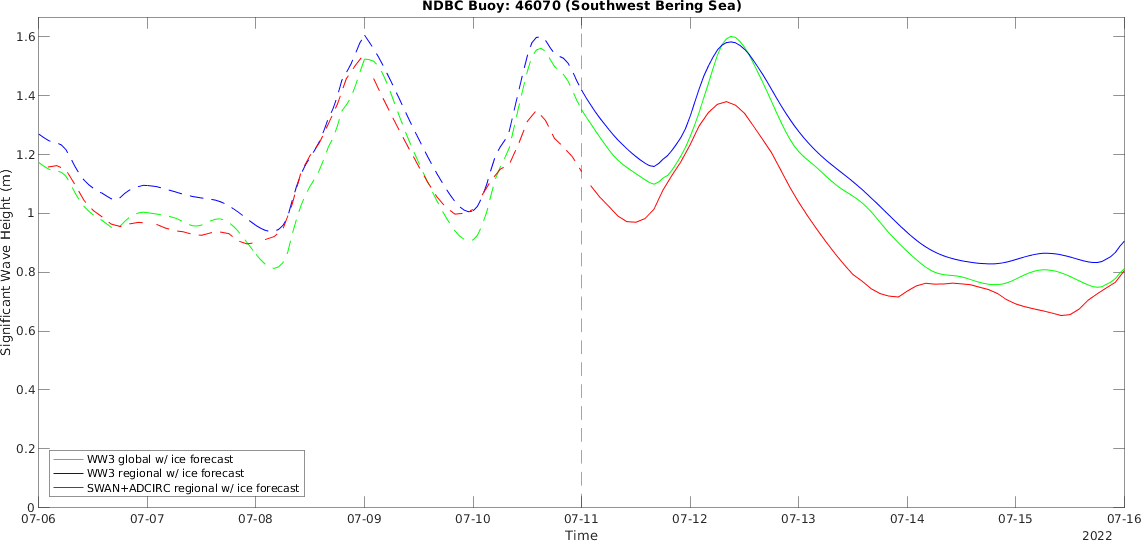 NDBC Buoy: 46070 (Southwest Bering Sea)
Significant Wave Height (m)
1.6
1.4
1.2
1
0.8
0.6
0.4
0.2
0
WW3 global w/ ice forecast
WW3 regional w/ ice forecast
SWAN+ADCIRC regional w/ ice forecast
07-06 07-07 07-08 07-09 07-10 07-11 07-12 07-13 07-14 07-15 07-16
Time
2022